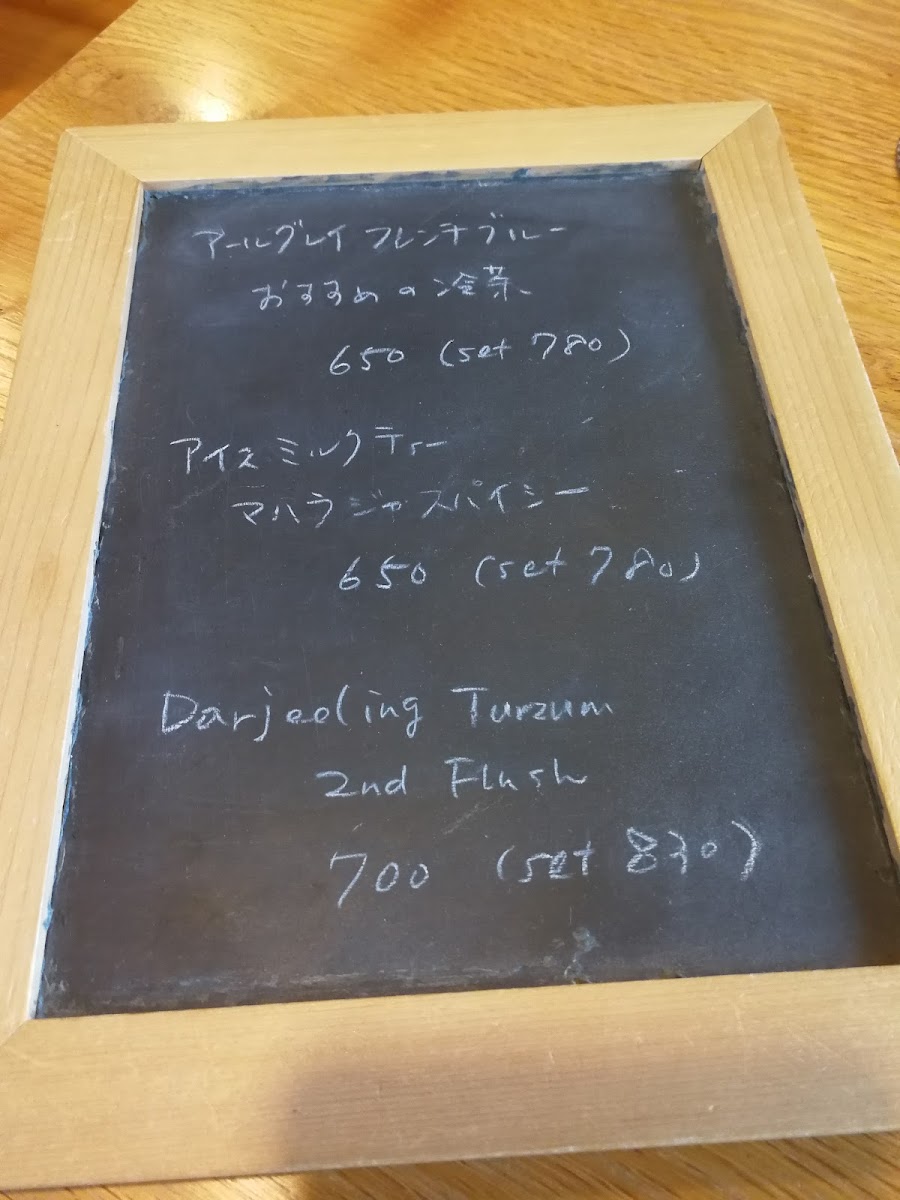 アールグレイ フレンチブルー
おすすめの冷茶
650 (set 780)
アイスミルクティー
マハラジャスパイシー
650 (set 780)
Darjeeling Turzum
2nd Flush
700 (set 830)